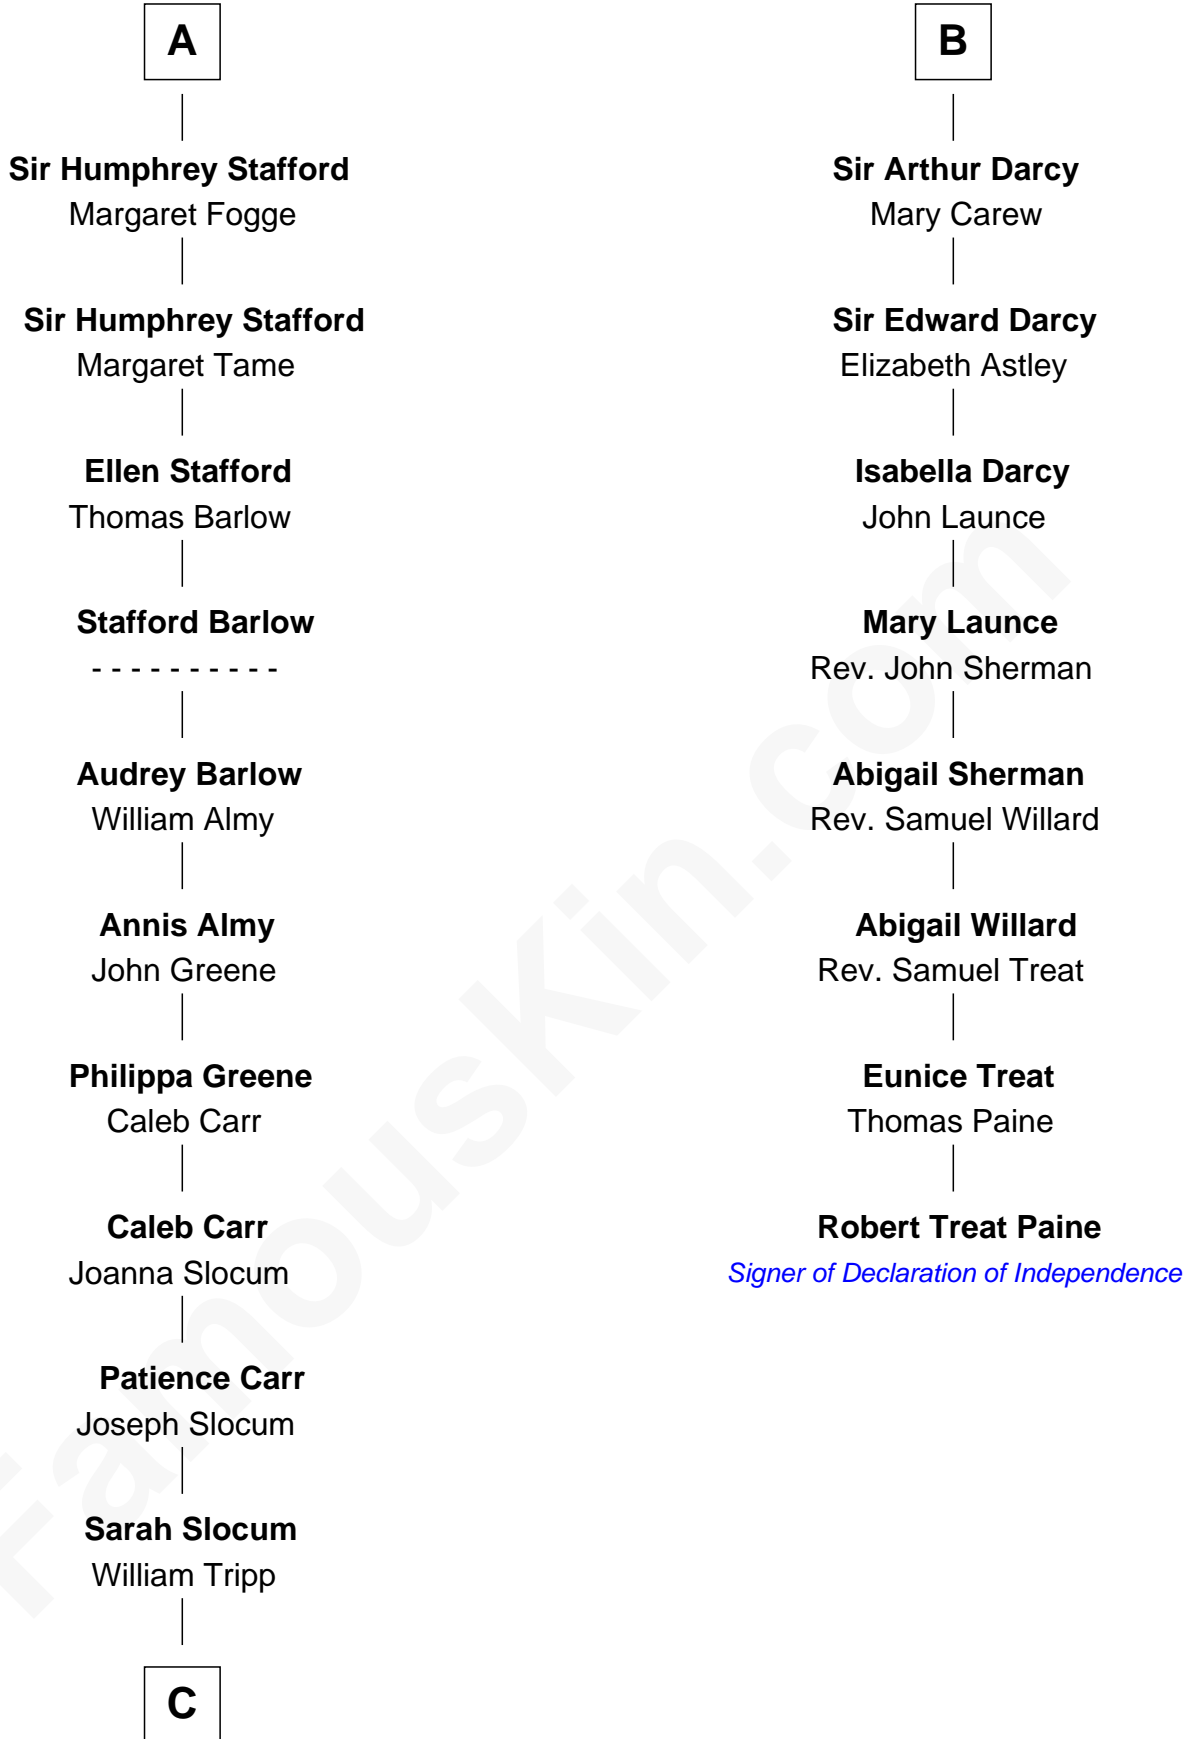 A
Sir Humphrey Stafford
Margaret Fogge
Sir Humphrey Stafford
Margaret Tame
Ellen Stafford
Thomas Barlow
Stafford Barlow
- - - - - - - - - -
Audrey Barlow
William Almy
Annis Almy
John Greene
Philippa Greene
Caleb Carr
Caleb Carr
Joanna Slocum
Patience Carr
Joseph Slocum
Sarah Slocum
William Tripp
C
B
Sir Arthur Darcy
Mary Carew
Sir Edward Darcy
Elizabeth Astley
Isabella Darcy
John Launce
Mary Launce
Rev. John Sherman
Abigail Sherman
Rev. Samuel Willard
Abigail Willard
Rev. Samuel Treat
Eunice Treat
Thomas Paine
Robert Treat Paine
Signer of Declaration of Independence
FamousKin.com